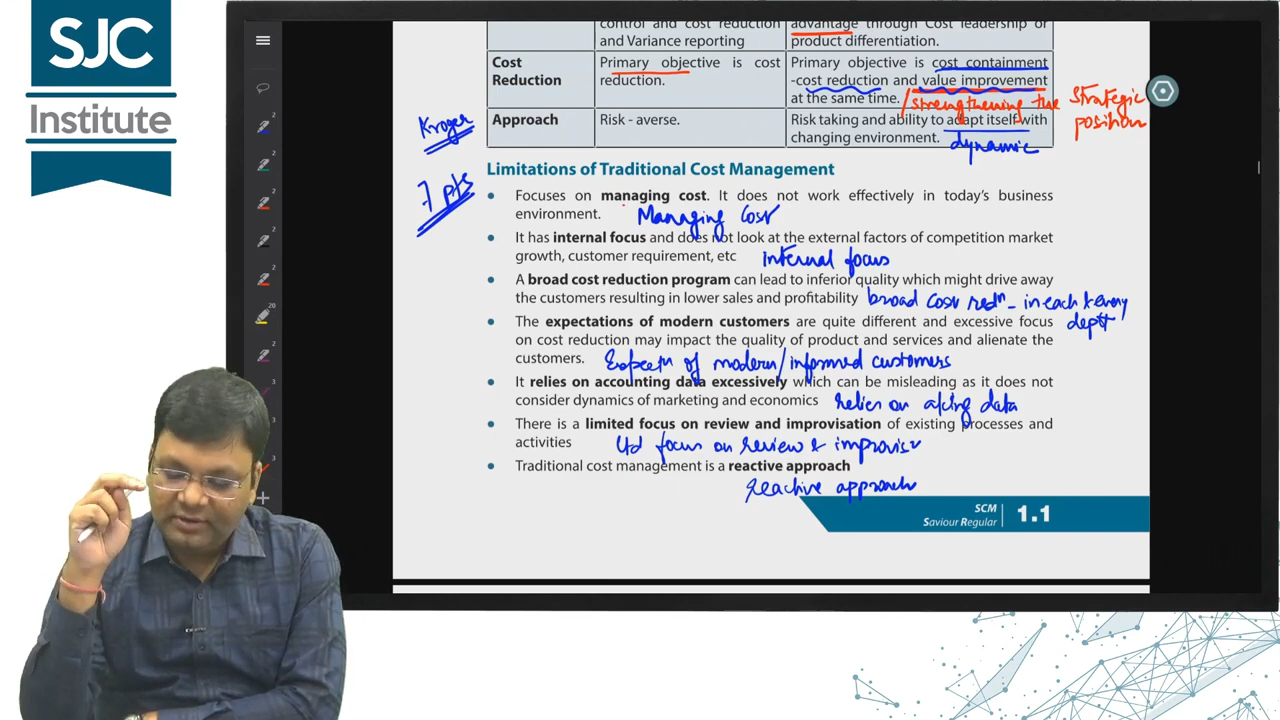 SJC
Institute
control and cost reduction
and Variance reporting
advantage through Cost leadership or
product differentiation.
Cost
Reduction
Primary objective is cost
reduction.
Primary objective is cost containment
-cost reduction and value improvement
at the same time. /strengthening the strategic
position
Kroger
Approach
Risk - averse.
Risk taking and ability to adapt itself with
changing environment. dynamic
Limitations of Traditional Cost Management
7 pts
• Focuses on managing cost. It does not work effectively in today's business
environment. Managing Cost
• It has internal focus and does not look at the external factors of competition market
growth, customer requirement, etc internal focus
• A broad cost reduction program can lead to inferior quality which might drive away
the customers resulting in lower sales and profitability broad cost redn - in each & every
deptt
• The expectations of modern customers are quite different and excessive focus
on cost reduction may impact the quality of product and services and alienate the
customers. Expectn of modern/informed customers
• It relies on accounting data excessively which can be misleading as it does not
consider dynamics of marketing and economics relies on a/cing data
• There is a limited focus on review and improvisation of existing processes and
activities ltd focus on review &
• Traditional cost management is a reactive approach
reactive approach
SCM
Saviour Regular
1.1